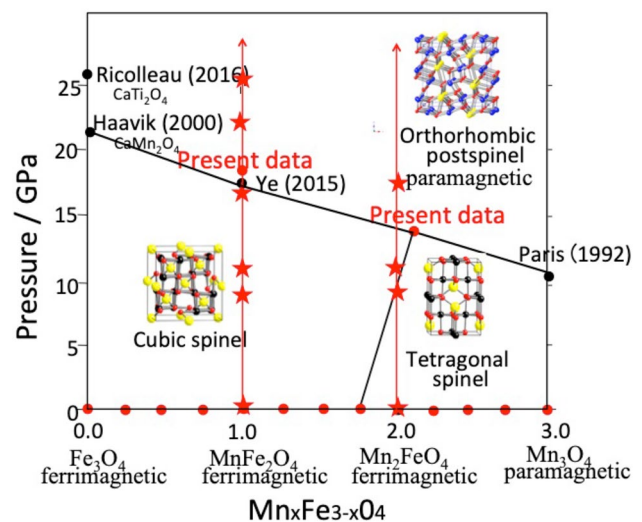 Ricolleau (2016)
CaTi₂O₄
Haavik (2000)
CaMn₂O₄
Present data
Ye (2015)
Orthorhombic
postspinel
paramagnetic
Present data
Paris (1992)
Cubic spinel
Tetragonal
spinel
Pressure / GPa
25
20
15
10
5
0
0.0 1.0 2.0 3.0
Fe₃O₄ MnFe₂O₄ Mn₂FeO₄ Mn₃O₄
ferrimagnetic ferrimagnetic ferrimagnetic paramagnetic
MnxFe3-xO4